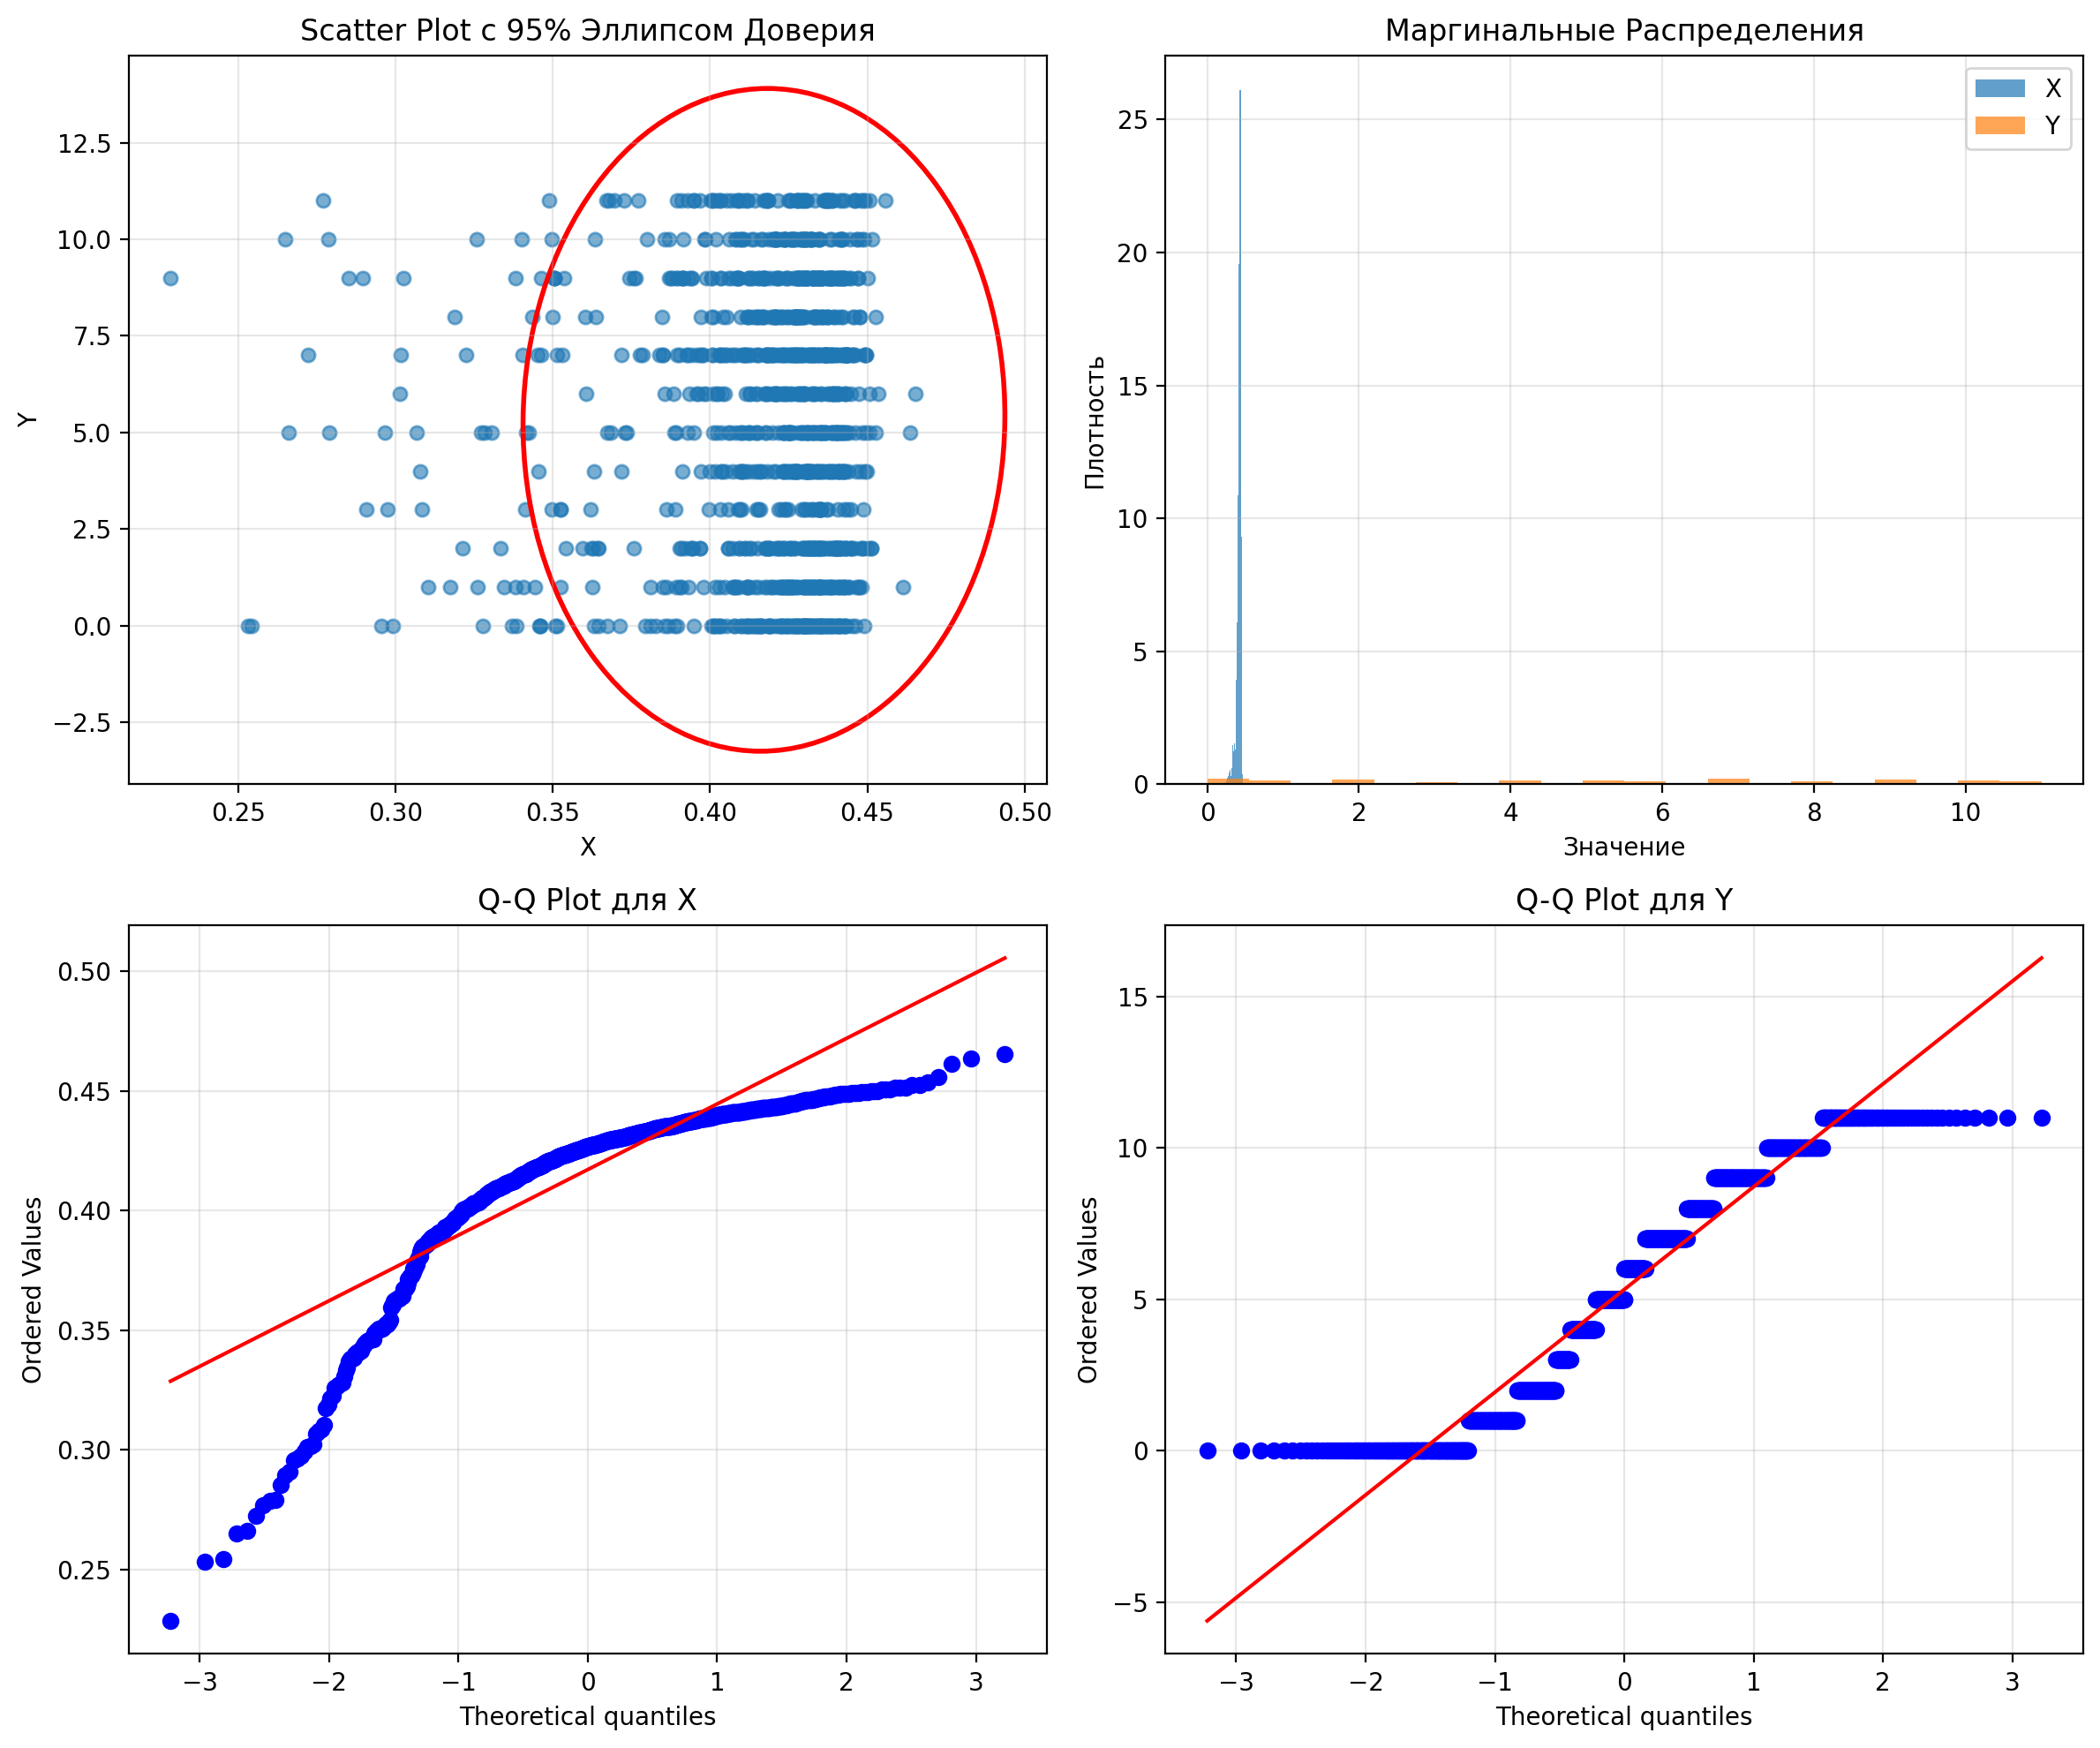 Scatter Plot с 95% Эллипсом Доверия
12.5
10.0
7.5
5.0
2.5
0.0
−2.5
Y
0.25 0.30 0.35 0.40 0.45 0.50
X
Маргинальные Распределения
X
Y
25
20
15
10
5
0
Плотность
0 2 4 6 8 10
Значение
Q-Q Plot для X
0.50
0.45
0.40
0.35
0.30
0.25
Ordered Values
−3 −2 −1 0 1 2 3
Theoretical quantiles
Q-Q Plot для Y
15
10
5
0
−5
Ordered Values
−3 −2 −1 0 1 2 3
Theoretical quantiles